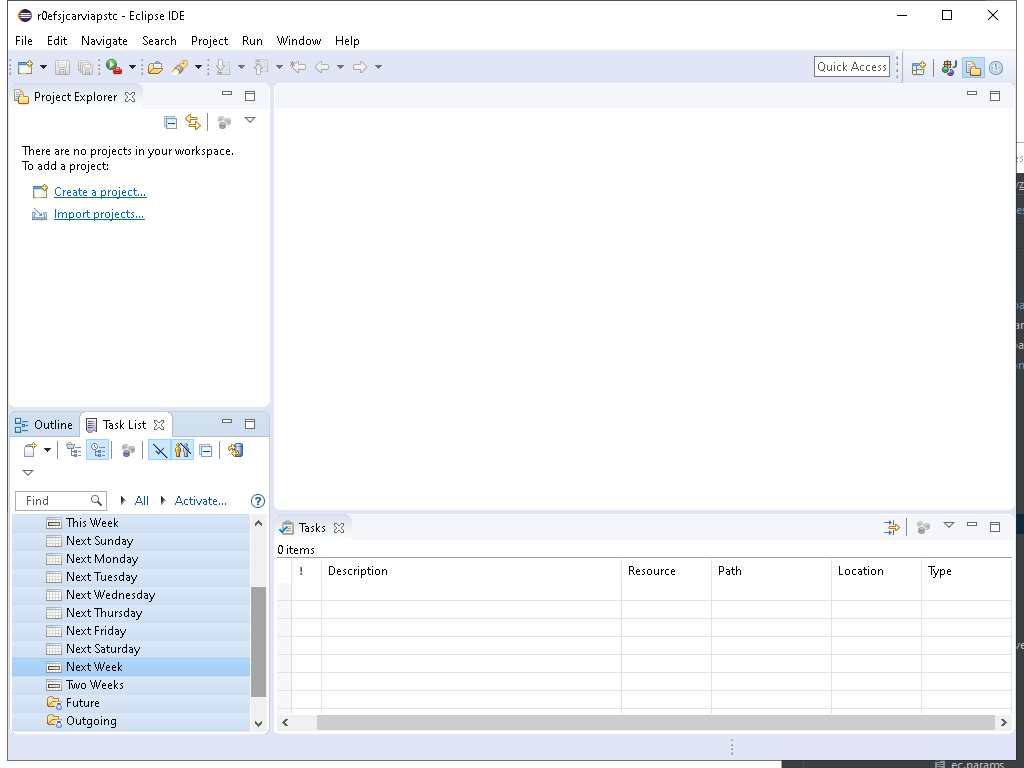 r0efsjcarviapstc - Eclipse IDE
File Edit Navigate Search Project Run Window Help
Quick Access
Project Explorer
There are no projects in your workspace.
To add a project:
Create a project...
Import projects...
Outline Task List
Find All Activate...
This Week
Next Sunday
Next Monday
Next Tuesday
Next Wednesday
Next Thursday
Next Friday
Next Saturday
Next Week
Two Weeks
Future
Outgoing
Tasks
0 items
! Description Resource Path Location Type
ec.params